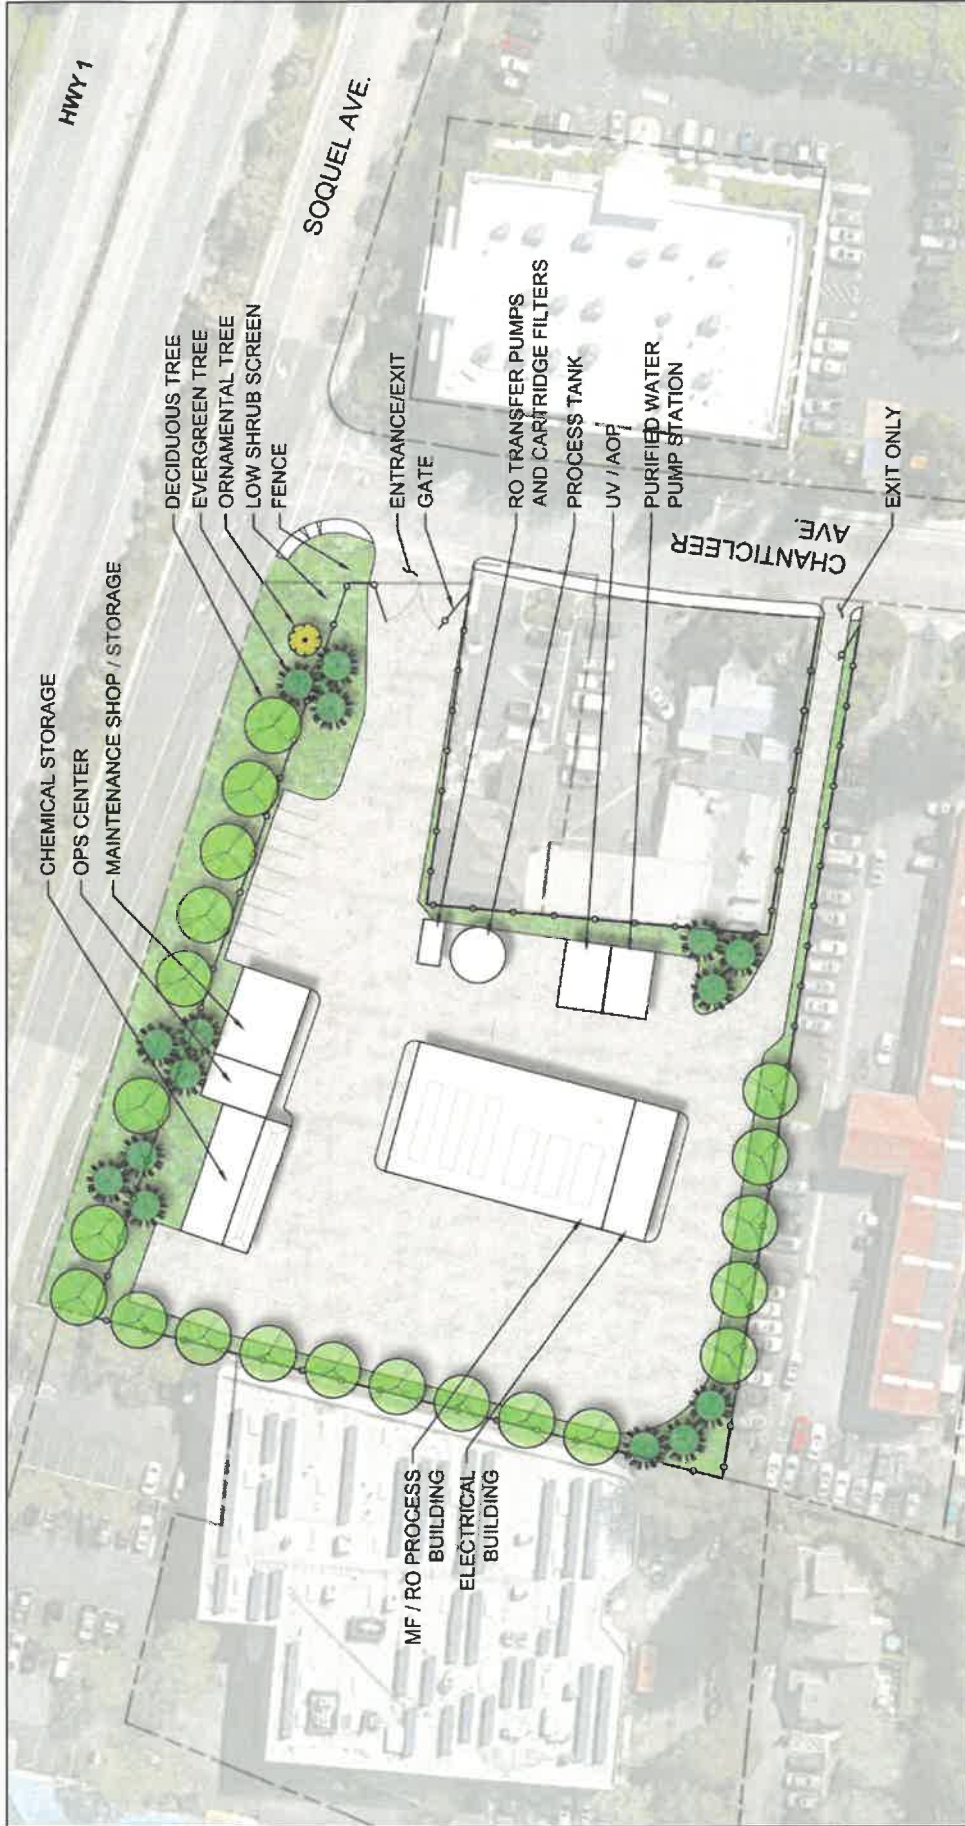 HWY 1
SOQUEL AVE.
CHEMICAL STORAGE
OPS CENTER
MAINTENANCE SHOP / STORAGE
DECIDUOUS TREE
EVERGREEN TREE
ORNAMENTAL TREE
LOW SHRUB SCREEN
FENCE
ENTRANCE/EXIT
GATE
RO TRANSFER PUMPS
AND CARTRIDGE FILTERS
PROCESS TANK
UV / AOP
PURIFIED WATER
PUMP STATION
CHANTICLEER
AVE.
EXIT ONLY
MF / RO PROCESS
BUILDING
ELECTRICAL
BUILDING